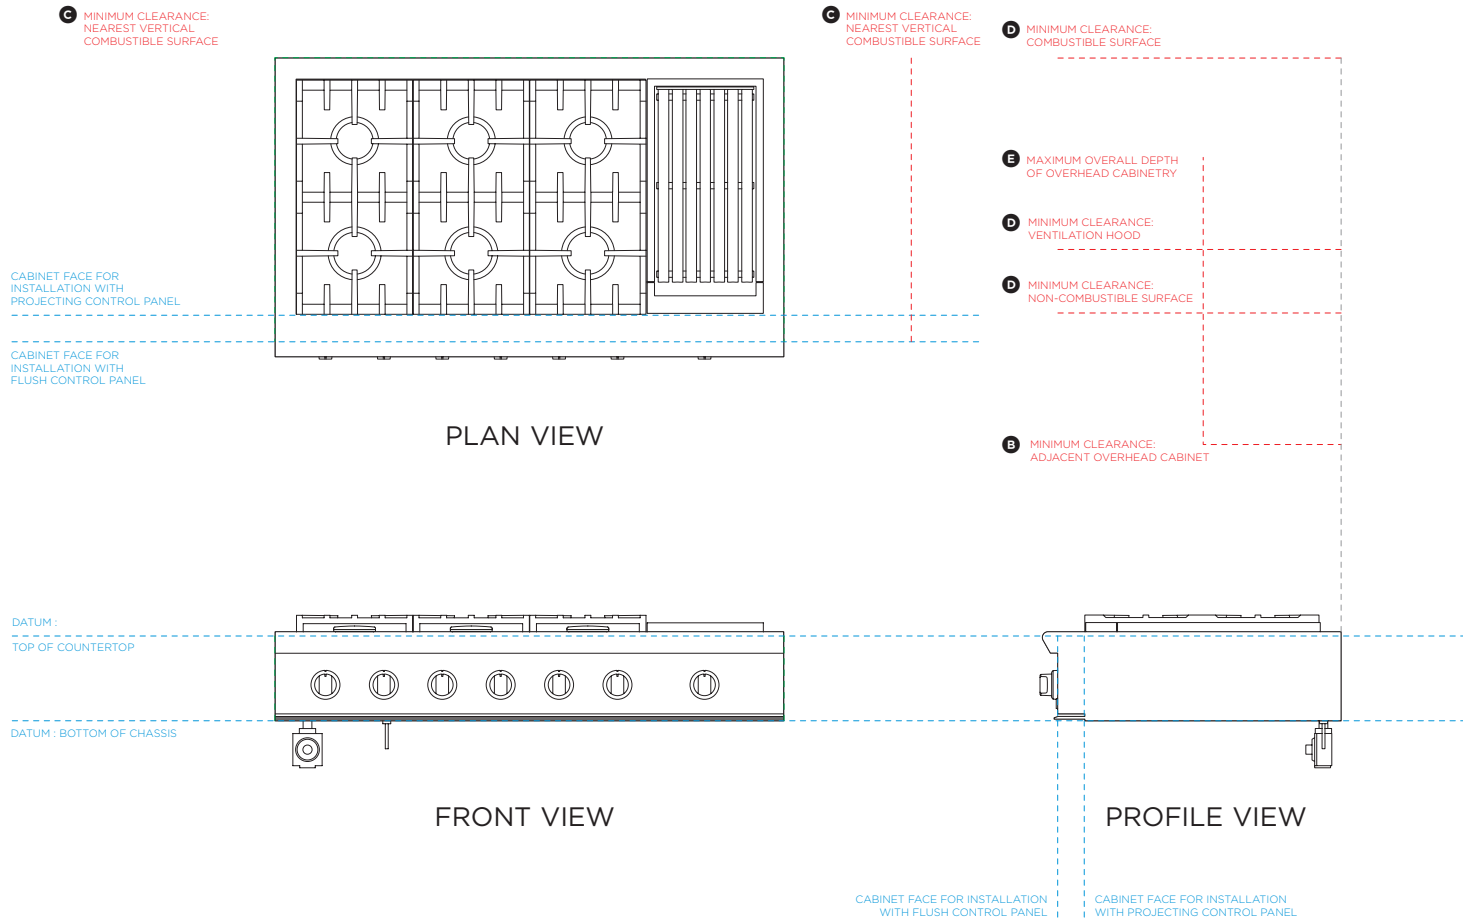 C MINIMUM CLEARANCE:
NEAREST VERTICAL
COMBUSTIBLE SURFACE
C MINIMUM CLEARANCE:
NEAREST VERTICAL
COMBUSTIBLE SURFACE
D MINIMUM CLEARANCE:
COMBUSTIBLE SURFACE
E MAXIMUM OVERALL DEPTH
OF OVERHEAD CABINETRY
D MINIMUM CLEARANCE:
VENTILATION HOOD
D MINIMUM CLEARANCE:
NON-COMBUSTIBLE SURFACE
CABINET FACE FOR
INSTALLATION WITH
PROJECTING CONTROL PANEL
CABINET FACE FOR
INSTALLATION WITH
FLUSH CONTROL PANEL
PLAN VIEW
B MINIMUM CLEARANCE:
ADJACENT OVERHEAD CABINET
DATUM :
TOP OF COUNTERTOP
DATUM : BOTTOM OF CHASSIS
FRONT VIEW
PROFILE VIEW
CABINET FACE FOR INSTALLATION
WITH FLUSH CONTROL PANEL
CABINET FACE FOR INSTALLATION
WITH PROJECTING CONTROL PANEL